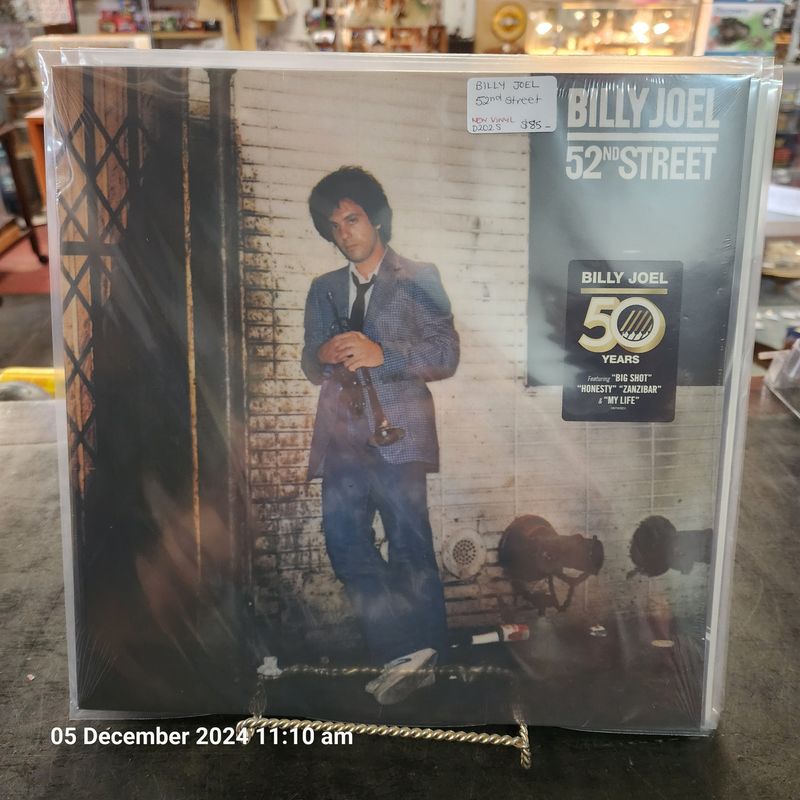 BILLY JOEL
52nd Street
NEW VINYL
D202.S $85-
BILLY JOEL
52ND STREET
BILLY JOEL
50
YEARS
Featuring "BIG SHOT"
"HONESTY" "ZANZIBAR"
& "MY LIFE"
05 December 2024 11:10 am